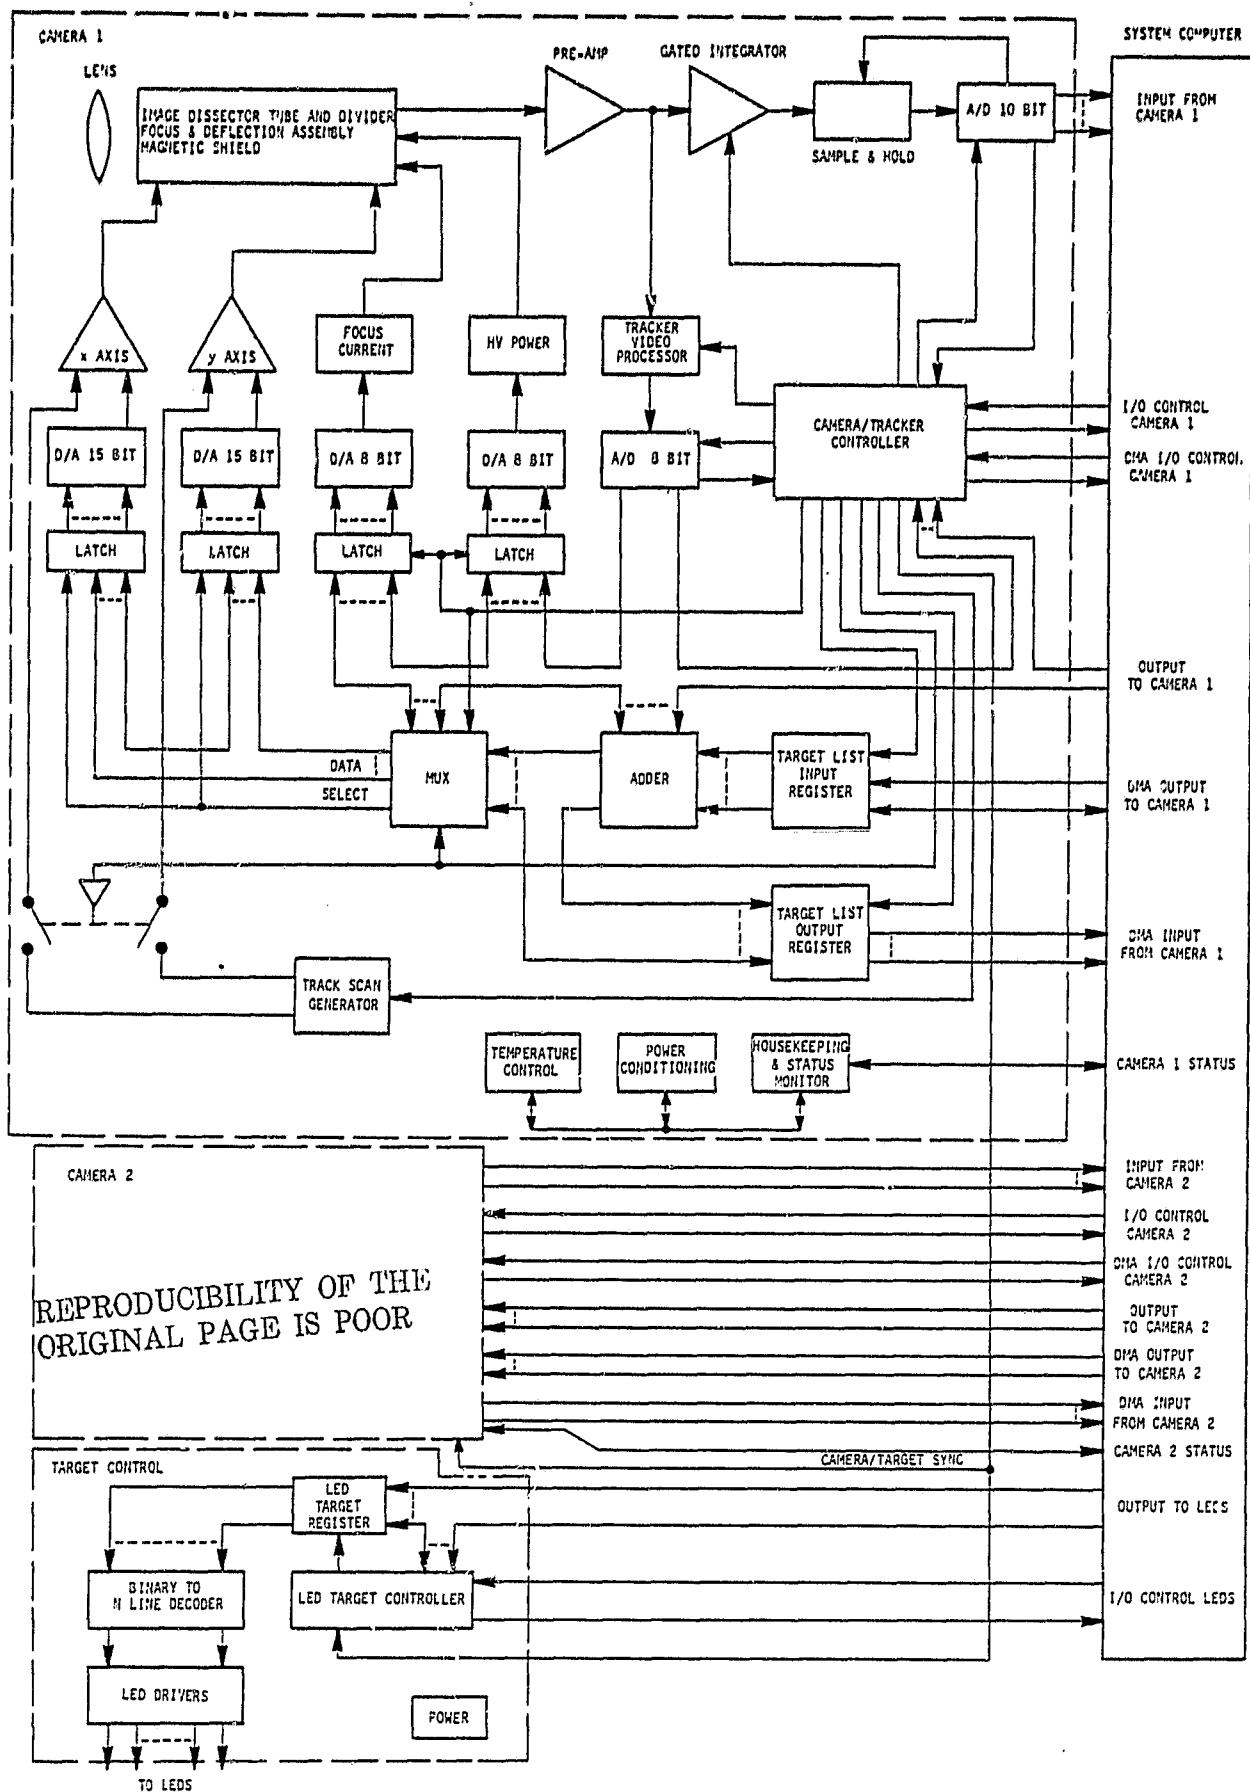 CAMERA 1
SYSTEM COMPUTER
LENS
PRE-AMP
GATED INTEGRATOR
IMAGE DISSECTOR TUBE AND DIVIDER
FOCUS & DEFLECTION ASSEMBLY
MAGNETIC SHIELD
A/D 10 BIT
INPUT FROM
CAMERA 1
SAMPLE & HOLD
x AXIS
y AXIS
FOCUS
CURRENT
HV POWER
TRACKER
VIDEO
PROCESSOR
CAMERA/TRACKER
CONTROLLER
I/O CONTROL
CAMERA 1
DMA I/O CONTROL
CAMERA 1
D/A 15 BIT
D/A 15 BIT
D/A 8 BIT
D/A 8 BIT
A/D 8 BIT
LATCH
LATCH
LATCH
LATCH
OUTPUT
TO CAMERA 1
DATA
SELECT
MUX
ADDER
TARGET LIST
INPUT
REGISTER
DMA OUTPUT
TO CAMERA 1
TARGET LIST
OUTPUT
REGISTER
DMA INPUT
FROM CAMERA 1
TRACK SCAN
GENERATOR
TEMPERATURE
CONTROL
POWER
CONDITIONING
HOUSEKEEPING
& STATUS
MONITOR
CAMERA 1 STATUS
CAMERA 2
INPUT FROM
CAMERA 2
I/O CONTROL
CAMERA 2
DMA I/O CONTROL
CAMERA 2
REPRODUCIBILITY OF THE
ORIGINAL PAGE IS POOR
OUTPUT
TO CAMERA 2
DMA OUTPUT
TO CAMERA 2
DMA INPUT
FROM CAMERA 2
CAMERA 2 STATUS
CAMERA/TARGET SYNC
TARGET CONTROL
LED
TARGET
REGISTER
OUTPUT TO LEDS
BINARY TO
N LINE DECODER
LED TARGET CONTROLLER
I/O CONTROL LEDS
LED DRIVERS
POWER
TO LEDS